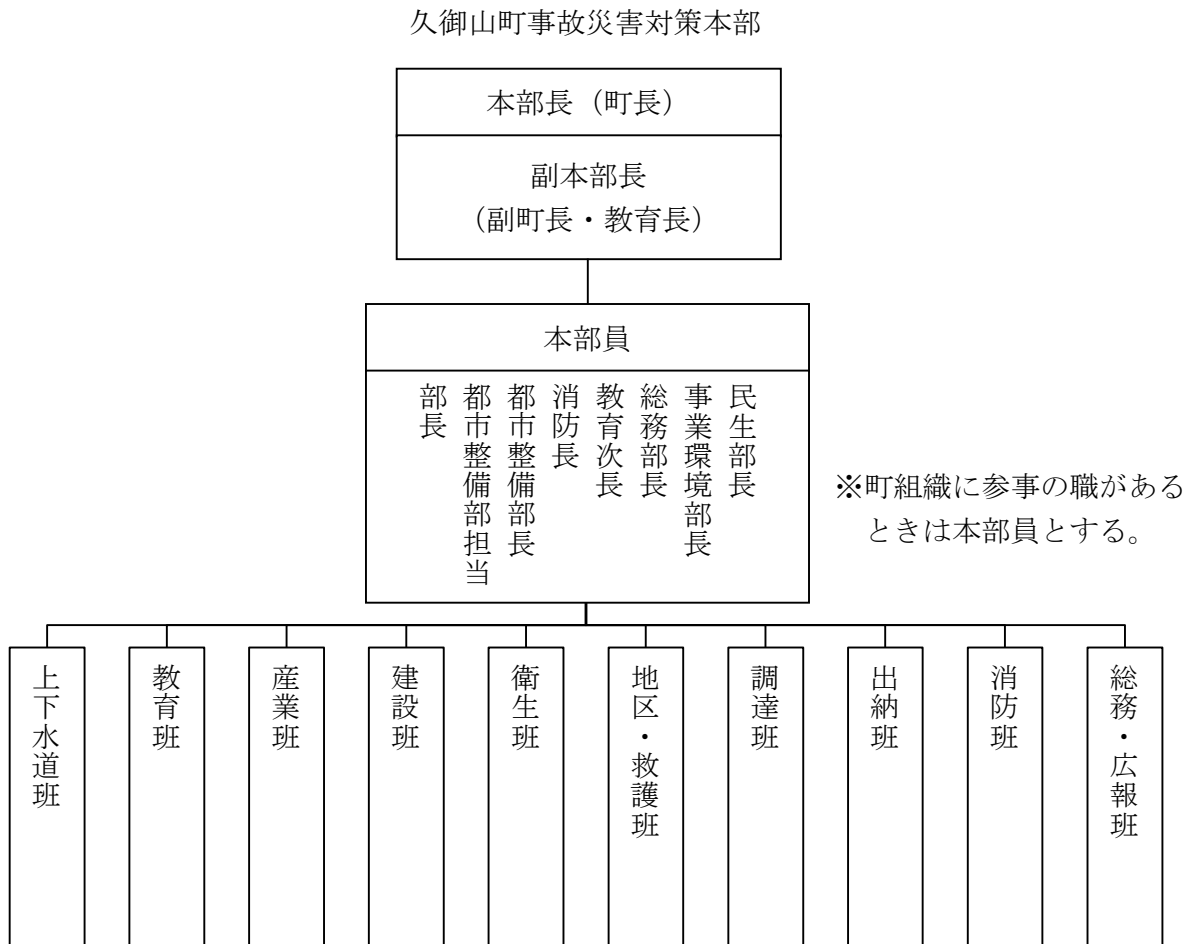 久御山町事故災害対策本部
本部長（町長）
副本部長
（副町長・教育長）
本部員
民生部長
事業環境部長
総務部長
教育次長
消防長
都市整備部長
都市整備部担当
部長
※町組織に参事の職がある
ときは本部員とする。
総務・広報班
消防班
出納班
調達班
地区・救護班
衛生班
建設班
産業班
教育班
上下水道班